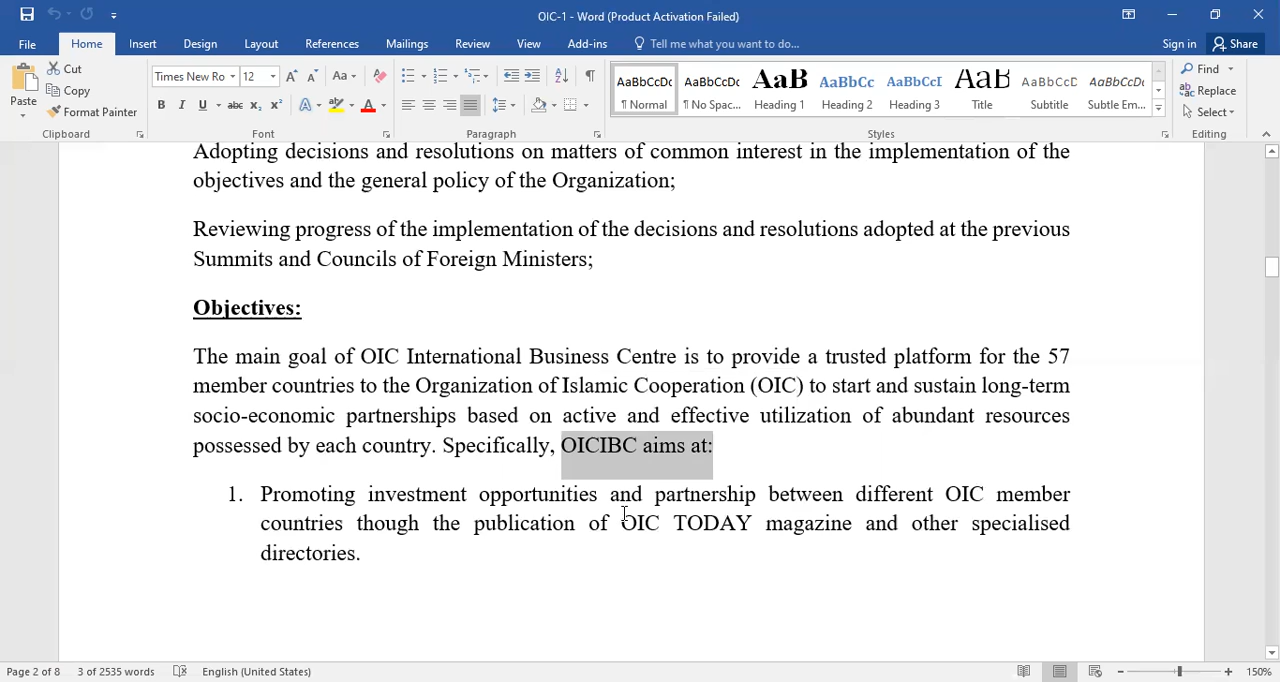 OIC-1 - Word (Product Activation Failed)
File Home Insert Design Layout References Mailings Review View Add-ins Tell me what you want to do... Sign in Share
Paste Cut Copy Format Painter
Times New Ro 12 Aa
B I U abc x₂ x² A A
AaBbCcDc ¶ Normal
AaBbCcDc ¶ No Spac...
AaB Heading 1
AaBbCc Heading 2
AaBbCcI Heading 3
AaB Title
AaBbCcD Subtitle
AaBbCcDc Subtle Em...
Find
Replace
Select
Clipboard Font Paragraph Styles Editing
Adopting decisions and resolutions on matters of common interest in the implementation of the
objectives and the general policy of the Organization;
Reviewing progress of the implementation of the decisions and resolutions adopted at the previous
Summits and Councils of Foreign Ministers;
Objectives:
The main goal of OIC International Business Centre is to provide a trusted platform for the 57
member countries to the Organization of Islamic Cooperation (OIC) to start and sustain long-term
socio-economic partnerships based on active and effective utilization of abundant resources
possessed by each country. Specifically, OICIBC aims at:
1. Promoting investment opportunities and partnership between different OIC member
countries though the publication of OIC TODAY magazine and other specialised
directories.
Page 2 of 8 3 of 2535 words English (United States) 150%